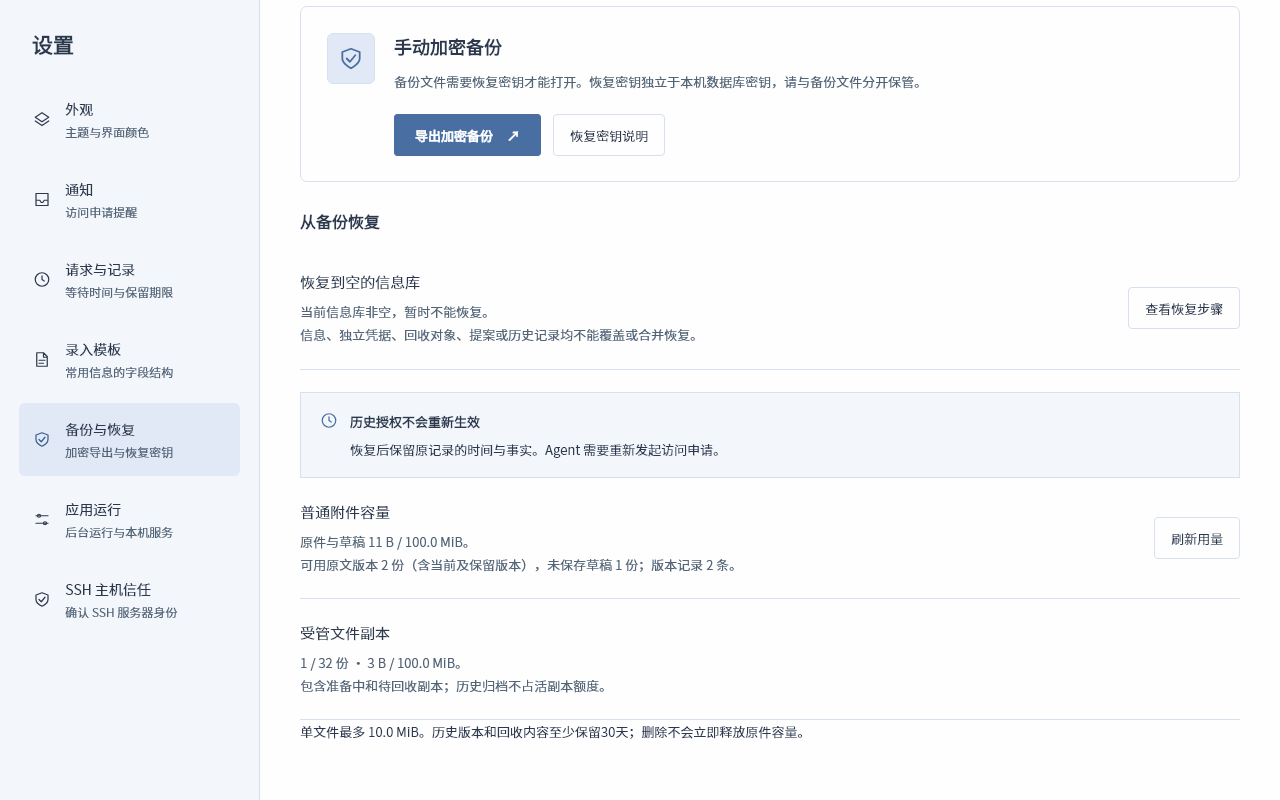 设置
外观
主题与界面颜色
通知
访问申请提醒
请求与记录
等待时间与保留期限
录入模板
常用信息的字段结构
备份与恢复
加密导出与恢复密钥
应用运行
后台运行与本机服务
SSH 主机信任
确认 SSH 服务器身份
手动加密备份
备份文件需要恢复密钥才能打开。恢复密钥独立于本机数据库密钥，请与备份文件分开保管。
导出加密备份
恢复密钥说明
从备份恢复
恢复到空的信息库
当前信息库非空，暂时不能恢复。
信息、独立凭据、回收对象、提案或历史记录均不能覆盖或合并恢复。
查看恢复步骤
历史授权不会重新生效
恢复后保留原记录的时间与事实。Agent 需要重新发起访问申请。
普通附件容量
原件与草稿 11 B / 100.0 MiB。
可用原文版本 2 份（含当前及保留版本），未保存草稿 1 份；版本记录 2 条。
刷新用量
受管文件副本
1 / 32 份 · 3 B / 100.0 MiB。
包含准备中和待回收副本；历史归档不占活副本额度。
单文件最多 10.0 MiB。历史版本和回收内容至少保留30天；删除不会立即释放原件容量。